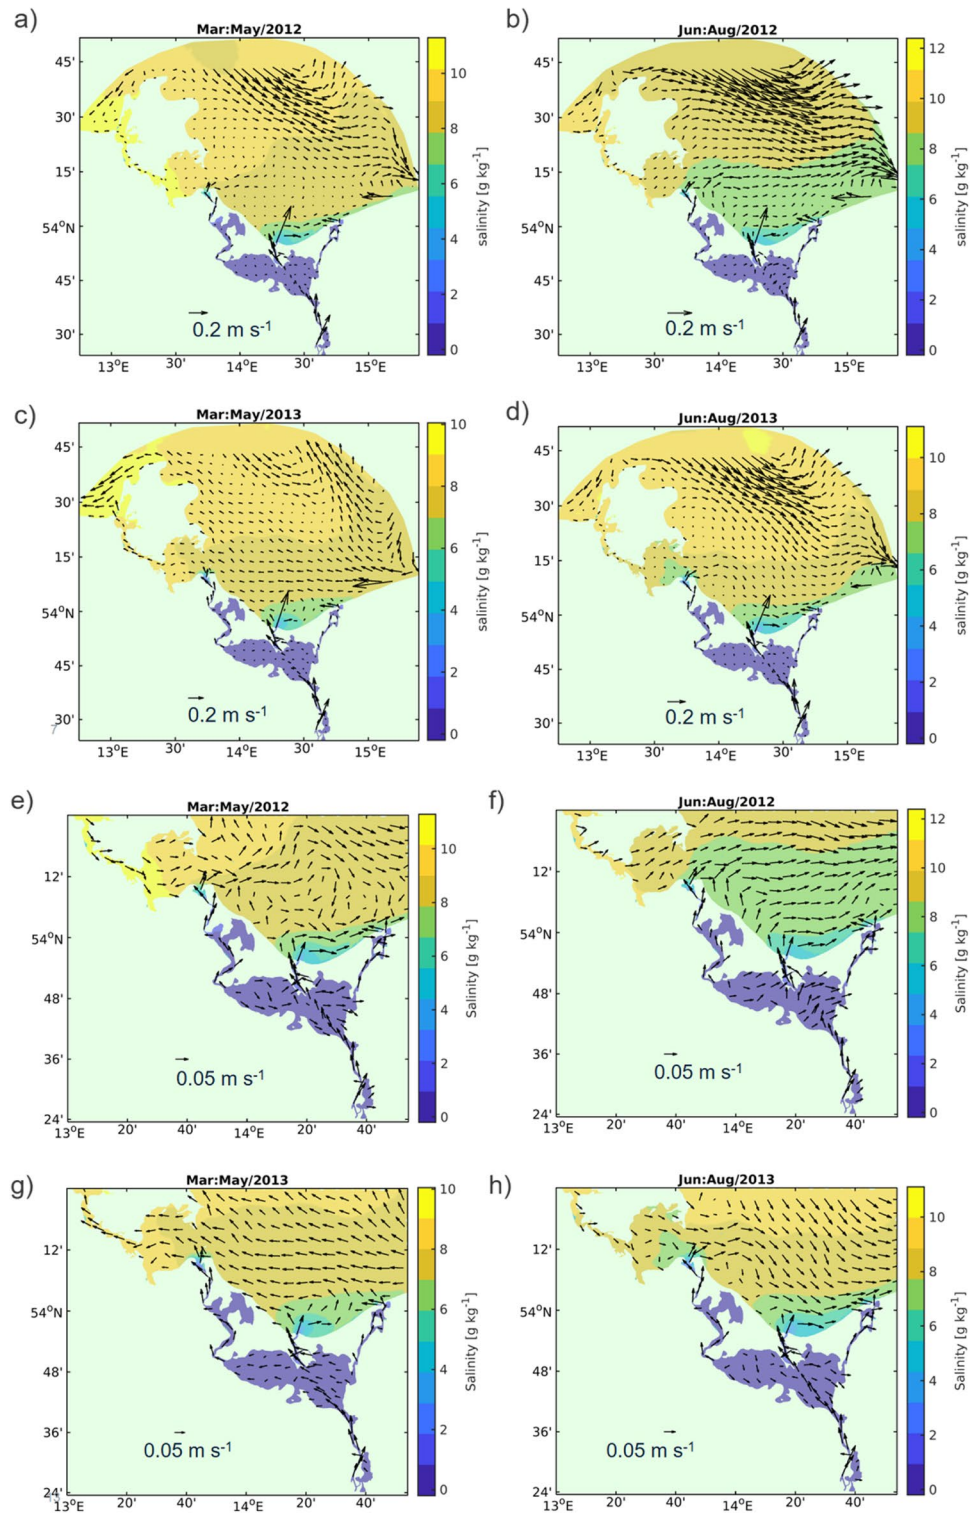 a)
Mar:May/2012
45'
30'
15'
54°N
45'
30'
13°E
30'
14°E
30'
15°E
0.2 m s-1
10
8
6
4
2
0
salinity [g kg-1]
b)
Jun:Aug/2012
45'
30'
15'
54°N
45'
30'
13°E
30'
14°E
30'
15°E
0.2 m s-1
12
10
8
6
4
2
0
salinity [g kg-1]
c)
Mar:May/2013
45'
30'
15'
54°N
45'
30'
13°E
30'
14°E
30'
15°E
0.2 m s-1
10
8
6
4
2
0
salinity [g kg-1]
d)
Jun:Aug/2013
45'
30'
15'
54°N
45'
30'
13°E
30'
14°E
30'
15°E
0.2 m s-1
10
8
6
4
2
0
salinity [g kg-1]
e)
Mar:May/2012
12'
54°N
48'
36'
24'
13°E
20'
40'
14°E
20'
40'
0.05 m s-1
10
8
6
4
2
0
Salinity [g kg-1]
f)
Jun:Aug/2012
12'
54°N
48'
36'
24'
13°E
20'
40'
14°E
20'
40'
0.05 m s-1
12
10
8
6
4
2
0
Salinity [g kg-1]
g)
Mar:May/2013
12'
54°N
48'
36'
24'
13°E
20'
40'
14°E
20'
40'
0.05 m s-1
10
8
6
4
2
0
Salinity [g kg-1]
h)
Jun:Aug/2013
12'
54°N
48'
36'
24'
13°E
20'
40'
14°E
20'
40'
0.05 m s-1
10
8
6
4
2
0
Salinity [g kg-1]